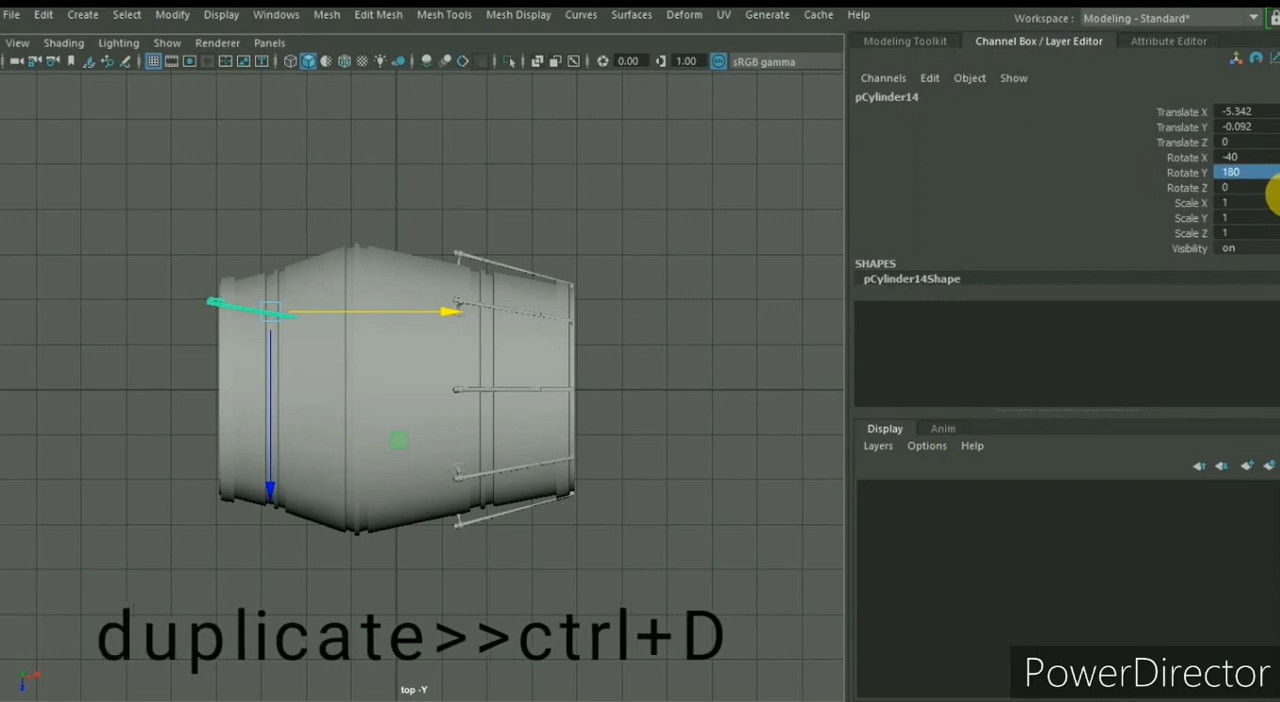 File Edit Create Select Modify Display Windows Mesh Edit Mesh Mesh Tools Mesh Display Curves Surfaces Deform UV Generate Cache Help
Workspace : Modeling - Standard*
View Shading Lighting Show Renderer Panels
0.00 1.00 sRGB gamma
Modeling Toolkit Channel Box / Layer Editor Attribute Editor
Channels Edit Object Show
pCylinder14
Translate X -5.342
Translate Y -0.092
Translate Z 0
Rotate X -40
Rotate Y 180
Rotate Z 0
Scale X 1
Scale Y 1
Scale Z 1
Visibility on
SHAPES
pCylinder14Shape
Display Anim
Layers Options Help
duplicate>>ctrl+D
top -Y
PowerDirector